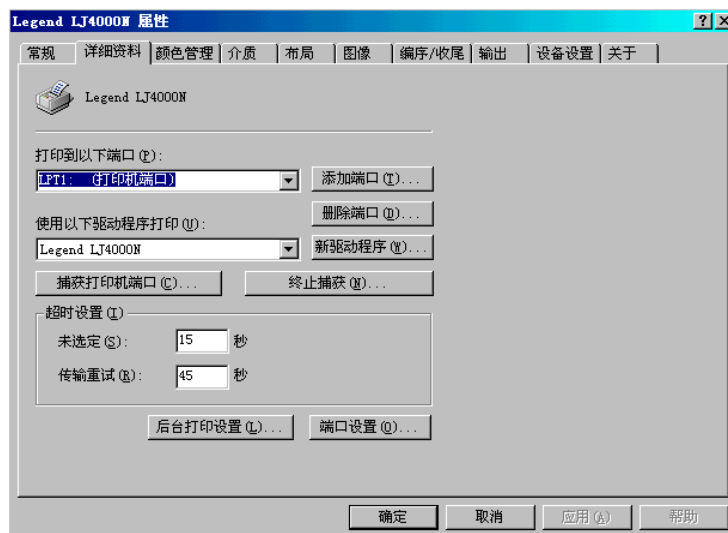 Legend LJ4000N 属性
常规 详细资料 颜色管理 介质 布局 图像 编序/收尾 输出 设备设置 关于
Legend LJ4000N
打印到以下端口(P):
LPT1: (打印机端口) 添加端口(T)...
删除端口(D)...
使用以下驱动程序打印(U):
Legend LJ4000N 新驱动程序(W)...
捕获打印机端口(C)... 终止捕获(N)...
超时设置(I)
未选定(S): 15 秒
传输重试(R): 45 秒
后台打印设置(L)... 端口设置(O)...
确定 取消 应用(A) 帮助